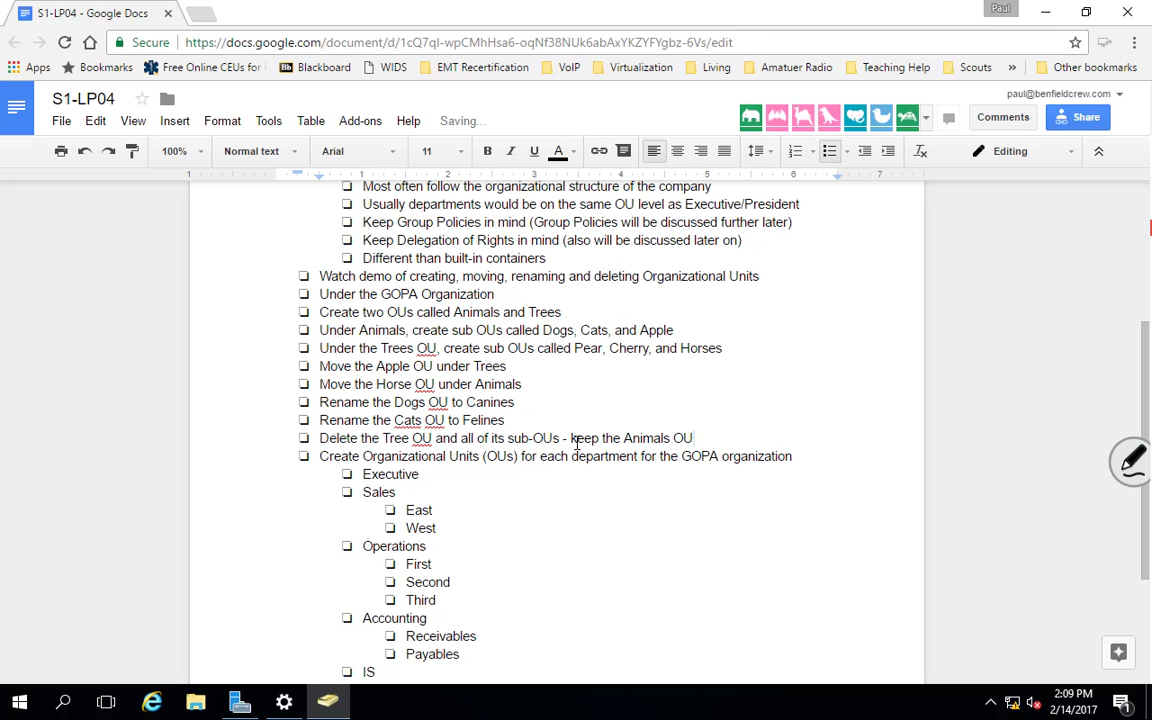 S1-LP04 - Google Docs
Paul
Secure
https://docs.google.com/document/d/1cQ7ql-wpCMhHsa6-oqNf38NUk6abAxYKZYFYgbz-6Vs/edit
Apps Bookmarks Free Online CEUs for Blackboard WIDS EMT Recertification VoIP Virtualization Living Amatuer Radio Teaching Help Scouts » Other bookmarks
S1-LP04
paul@benfieldcrew.com
File Edit View Insert Format Tools Table Add-ons Help Saving...
Comments Share
100% Normal text Arial 11 B I U A Editing
1 1 2 3 4 5 6 7
Most often follow the organizational structure of the company
Usually departments would be on the same OU level as Executive/President
Keep Group Policies in mind (Group Policies will be discussed further later)
Keep Delegation of Rights in mind (also will be discussed later on)
Different than built-in containers
Watch demo of creating, moving, renaming and deleting Organizational Units
Under the GOPA Organization
Create two OUs called Animals and Trees
Under Animals, create sub OUs called Dogs, Cats, and Apple
Under the Trees OU, create sub OUs called Pear, Cherry, and Horses
Move the Apple OU under Trees
Move the Horse OU under Animals
Rename the Dogs OU to Canines
Rename the Cats OU to Felines
Delete the Tree OU and all of its sub-OUs - keep the Animals OU
Create Organizational Units (OUs) for each department for the GOPA organization
Executive
Sales
East
West
Operations
First
Second
Third
Accounting
Receivables
Payables
IS
2:09 PM
2/14/2017
1